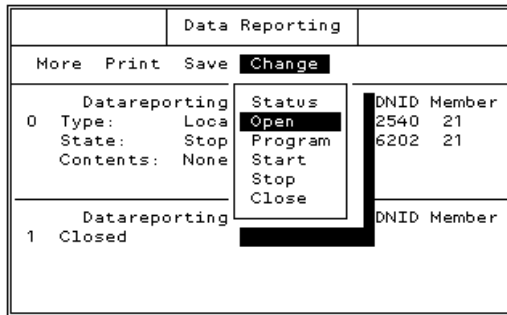 Data Reporting
More Print Save Change
Datareporting Status DNID Member
0 Type: Loca Open 2540 21
State: Stop Program 6202 21
Contents: None Start
Stop
Close
Datareporting DNID Member
1 Closed